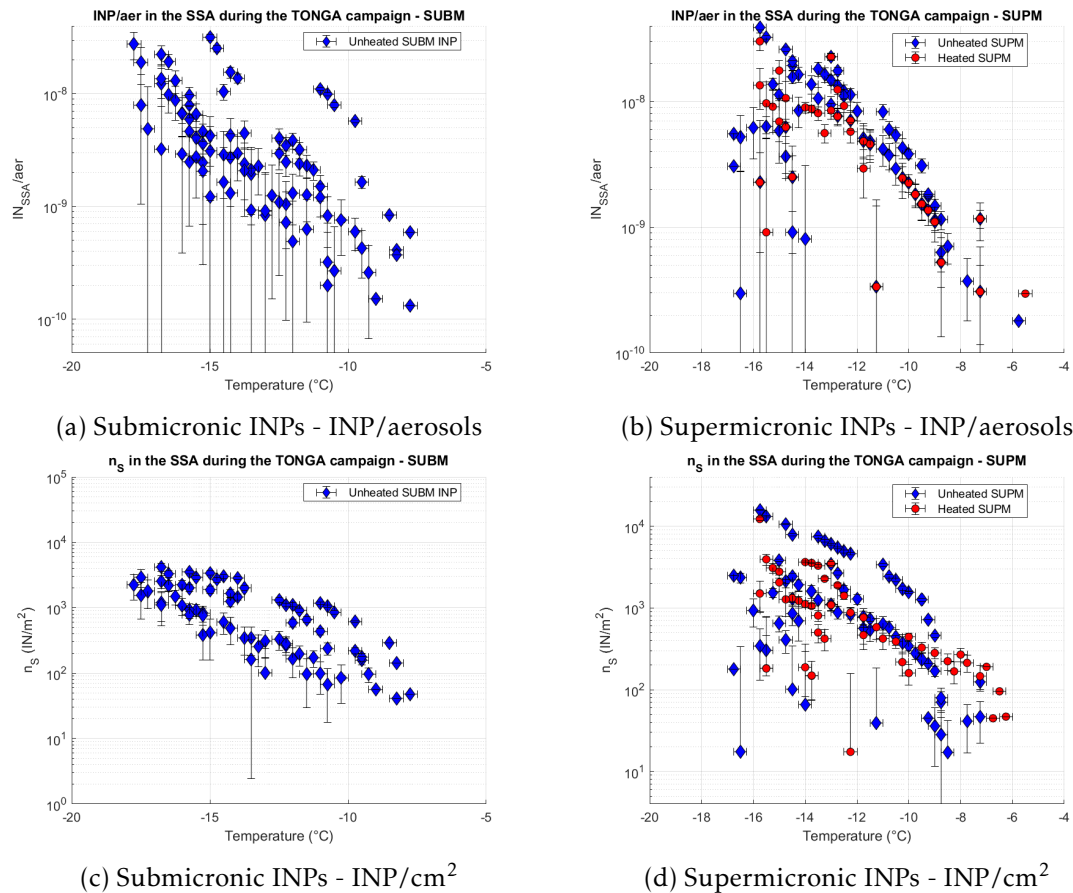 INP/aer in the SSA during the TONGA campaign - SUBM
Unheated SUBM INP
10^-8
10^-9
10^-10
IN_SSA/aer
-20 -15 -10 -5
Temperature (°C)
(a) Submicronic INPs - INP/aerosols
INP/aer in the SSA during the TONGA campaign - SUPM
Unheated SUPM
Heated SUPM
10^-8
10^-9
10^-10
IN_SSA/aer
-18 -16 -14 -12 -10 -8 -6 -4
Temperature (°C)
(b) Supermicronic INPs - INP/aerosols
n_S in the SSA during the TONGA campaign - SUBM
Unheated SUBM INP
10^5
10^4
10^3
10^2
10^1
10^0
n_S (IN/m^2)
-20 -15 -10 -5
Temperature (°C)
(c) Submicronic INPs - INP/cm^2
n_S in the SSA during the TONGA campaign - SUPM
Unheated SUPM
Heated SUPM
10^4
10^3
10^2
10^1
n_S (IN/m^2)
-18 -16 -14 -12 -10 -8 -6 -4
Temperature (°C)
(d) Supermicronic INPs - INP/cm^2